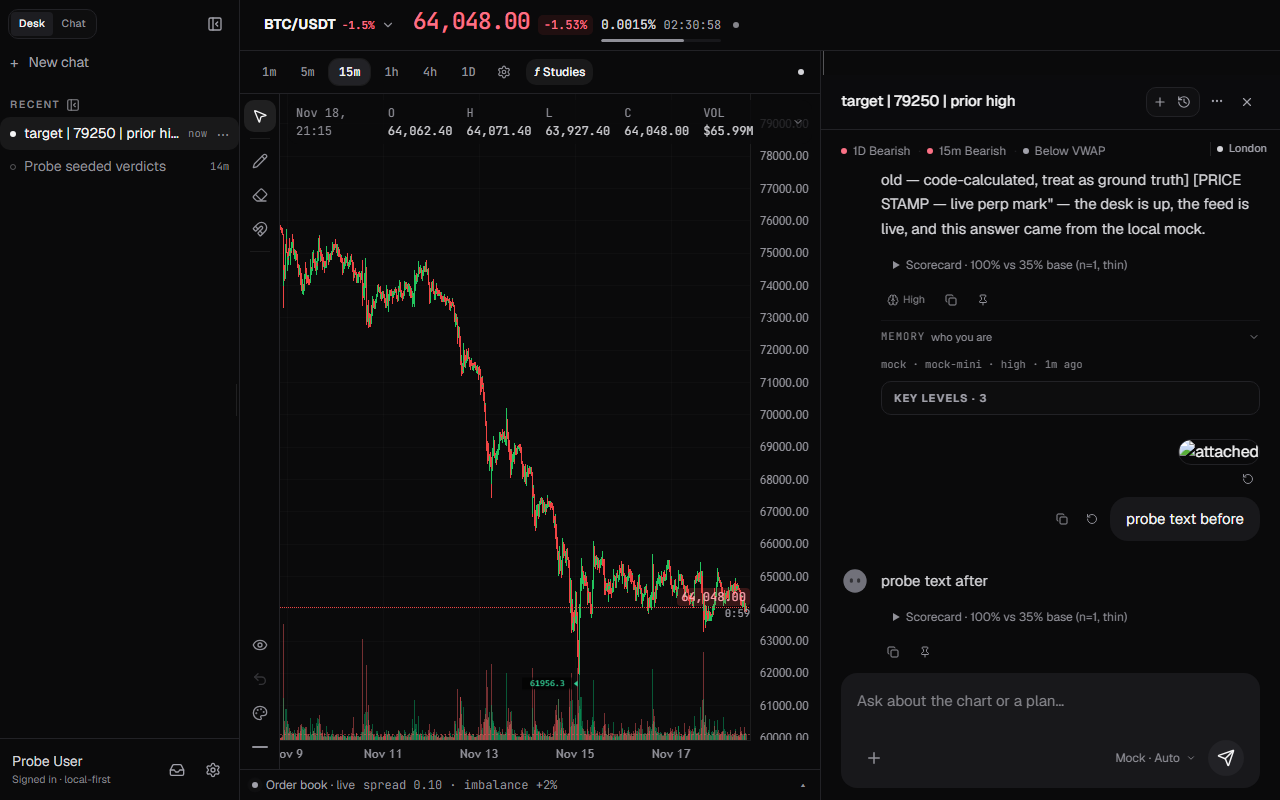 Desk Chat
BTC/USDT -1.5%
64,048.00 -1.53% 0.0015% 02:30:58
+ New chat
1m 5m 15m 1h 4h 1D f Studies
RECENT
target | 79250 | prior hi... now ...
Probe seeded verdicts 14m
Nov 18, 21:15
O 64,062.40
H 64,071.40
L 63,927.40
C 64,048.00
VOL $65.99M
79000.00
78000.00
77000.00
76000.00
75000.00
74000.00
73000.00
72000.00
71000.00
70000.00
69000.00
68000.00
67000.00
66000.00
65000.00
64,048.00
64000.00
0:59
63000.00
62000.00
61956.3
61000.00
60000.00
ov 9 Nov 11 Nov 13 Nov 15 Nov 17
Order book · live spread 0.10 · imbalance +2%
Probe User
Signed in · local-first
target | 79250 | prior high
1D Bearish · 15m Bearish · Below VWAP
London
old — code-calculated, treat as ground truth] [PRICE
STAMP — live perp mark" — the desk is up, the feed is
live, and this answer came from the local mock.
Scorecard · 100% vs 35% base (n=1, thin)
High
MEMORY who you are
mock · mock-mini · high · 1m ago
KEY LEVELS · 3
attached
probe text before
probe text after
Scorecard · 100% vs 35% base (n=1, thin)
Ask about the chart or a plan...
Mock · Auto